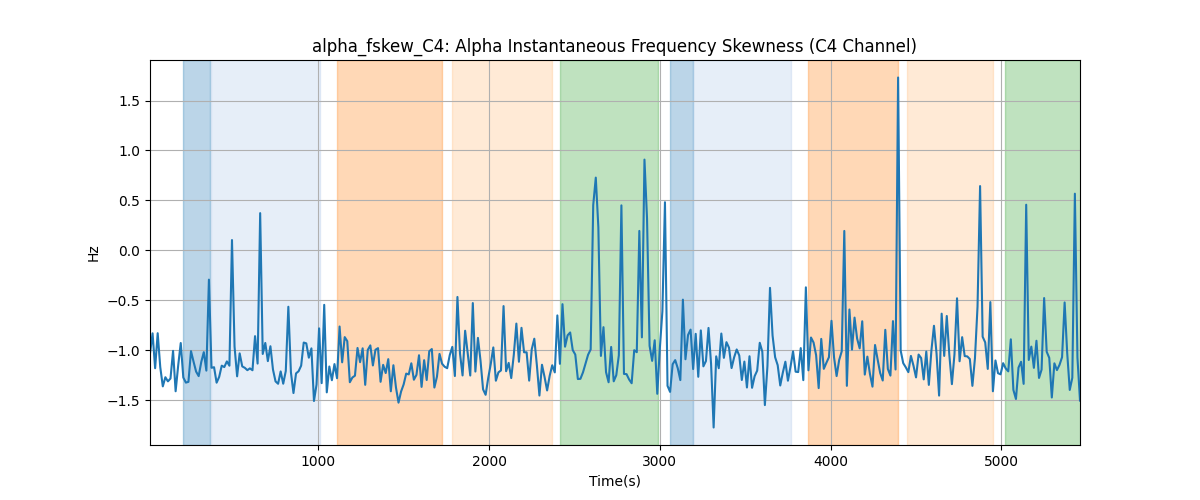 alpha_fskew_C4: Alpha Instantaneous Frequency Skewness (C4 Channel)
1.5
1.0
0.5
0.0
−0.5
−1.0
−1.5
Hz
1000 2000 3000 4000 5000
Time(s)